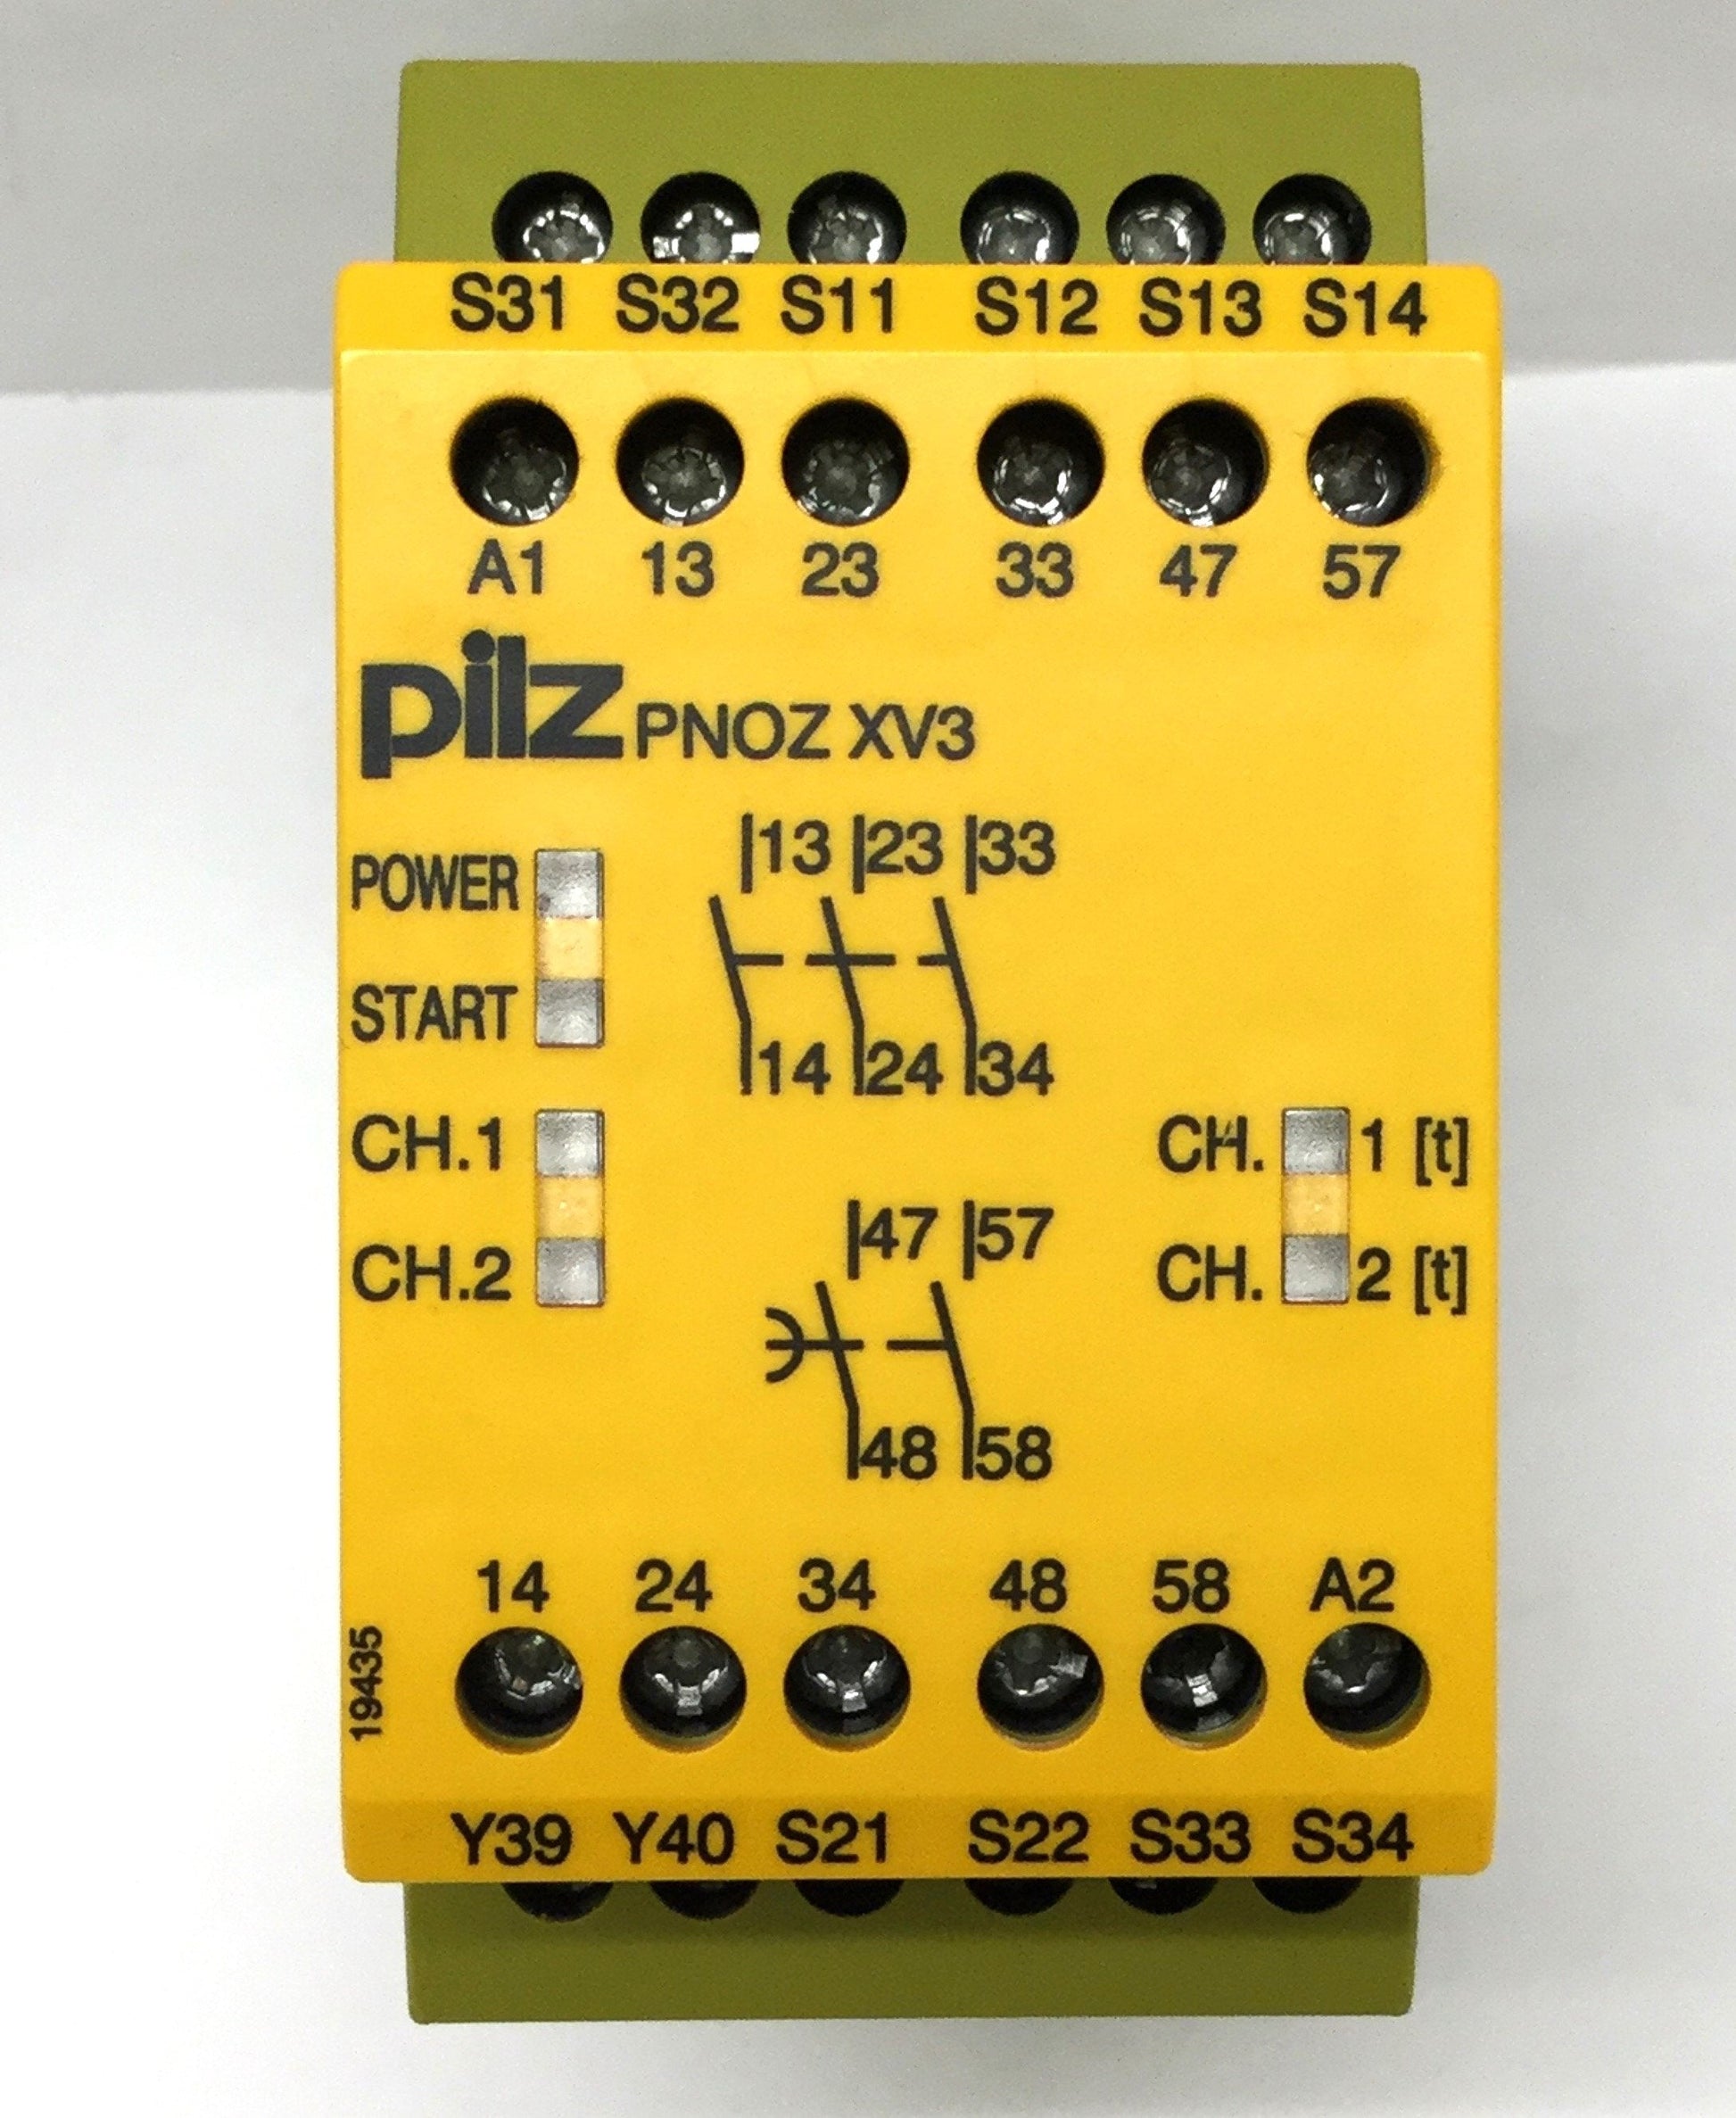 S31 S32 S11 S12 S13 S14
A1 13 23 33 47 57
pilz PNOZ XV3
13 23 33
POWER
START
14 24 34
CH.1 CH. 1 [t]
47 57
CH.2 CH. 2 [t]
48 58
14 24 34 48 58 A2
19435
Y39 Y40 S21 S22 S33 S34